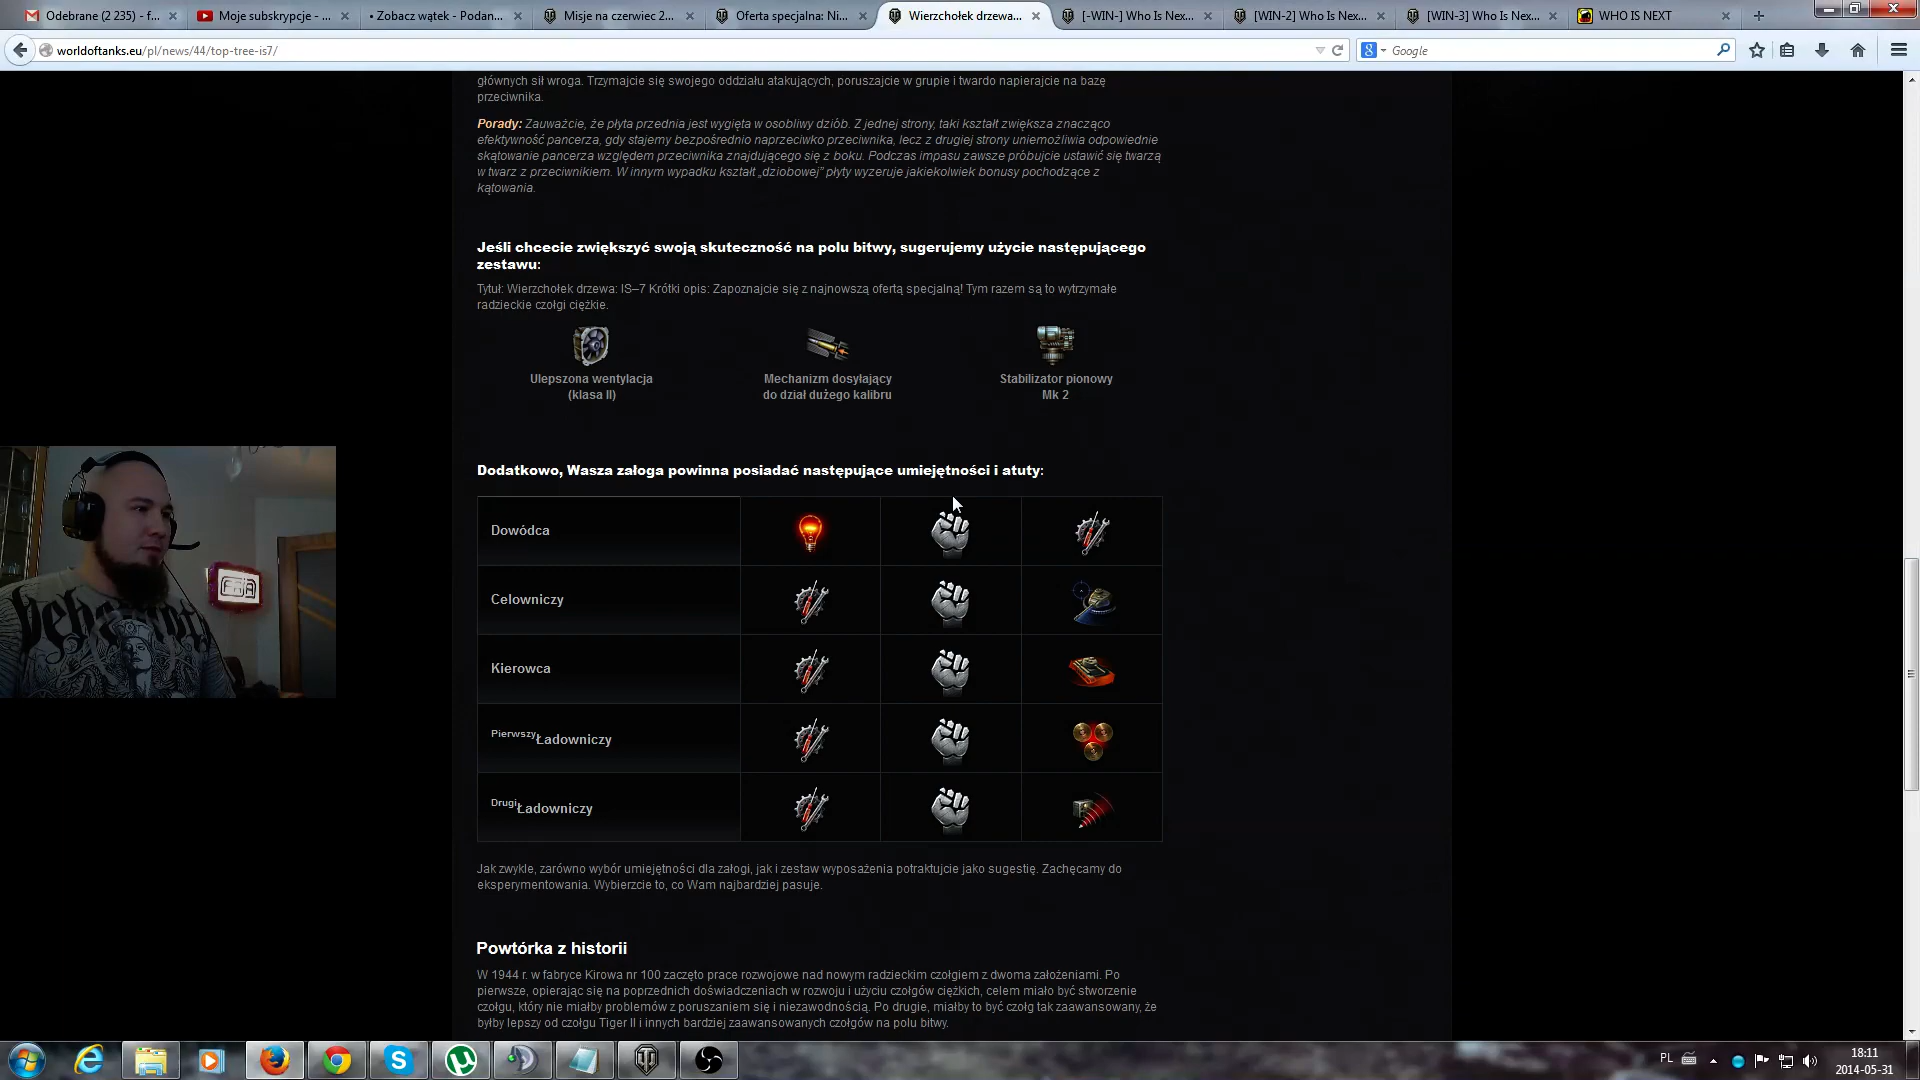 Odebrane (2 235) - f...
Moje subskrypcje - ...
• Zobacz wątek - Podan...
Misje na czerwiec 2...
Oferta specjalna: Ni...
Wierzchołek drzewa...
[-WIN-] Who Is Nex...
[WIN-2] Who Is Nex...
[WIN-3] Who Is Nex...
WHO IS NEXT
worldoftanks.eu/pl/news/44/top-tree-is7/
Google
głównych sił wroga. Trzymajcie się swojego oddziału atakujących, poruszajcie w grupie i twardo napierajcie na bazę
przeciwnika.
Porady: Zauważcie, że płyta przednia jest wygięta w osobliwy dziób. Z jednej strony, taki kształt zwiększa znacząco
efektywność pancerza, gdy stajemy bezpośrednio naprzeciwko przeciwnika, lecz z drugiej strony uniemożliwia odpowiednie
skątowanie pancerza względem przeciwnika znajdującego się z boku. Podczas impasu zawsze próbujcie ustawić się twarzą
w twarz z przeciwnikiem. W innym wypadku kształt „dziobowej” płyty wyzeruje jakiekolwiek bonusy pochodzące z
kątowania.
Jeśli chcecie zwiększyć swoją skuteczność na polu bitwy, sugerujemy użycie następującego
zestawu:
Tytuł: Wierzchołek drzewa: IS–7 Krótki opis: Zapoznajcie się z najnowszą ofertą specjalną! Tym razem są to wytrzymałe
radzieckie czołgi ciężkie.
Ulepszona wentylacja
(klasa II)
Mechanizm dosyłający
do dział dużego kalibru
Stabilizator pionowy
Mk 2
Dodatkowo, Wasza załoga powinna posiadać następujące umiejętności i atuty:
Dowódca
Celowniczy
Kierowca
Pierwszy Ładowniczy
Drugi Ładowniczy
Jak zwykle, zarówno wybór umiejętności dla załogi, jak i zestaw wyposażenia potraktujcie jako sugestię. Zachęcamy do
eksperymentowania. Wybierzcie to, co Wam najbardziej pasuje.
Powtórka z historii
W 1944 r. w fabryce Kirowa nr 100 zaczęto prace rozwojowe nad nowym radzieckim czołgiem z dwoma założeniami. Po
pierwsze, opierając się na poprzednich doświadczeniach w rozwoju i użyciu czołgów ciężkich, celem miało być stworzenie
czołgu, który nie miałby problemów z poruszaniem się i niezawodnością. Po drugie, miałby to być czołg tak zaawansowany, że
byłby lepszy od czołgu Tiger II i innych bardziej zaawansowanych czołgów na polu bitwy.
PL
18:11
2014-05-31